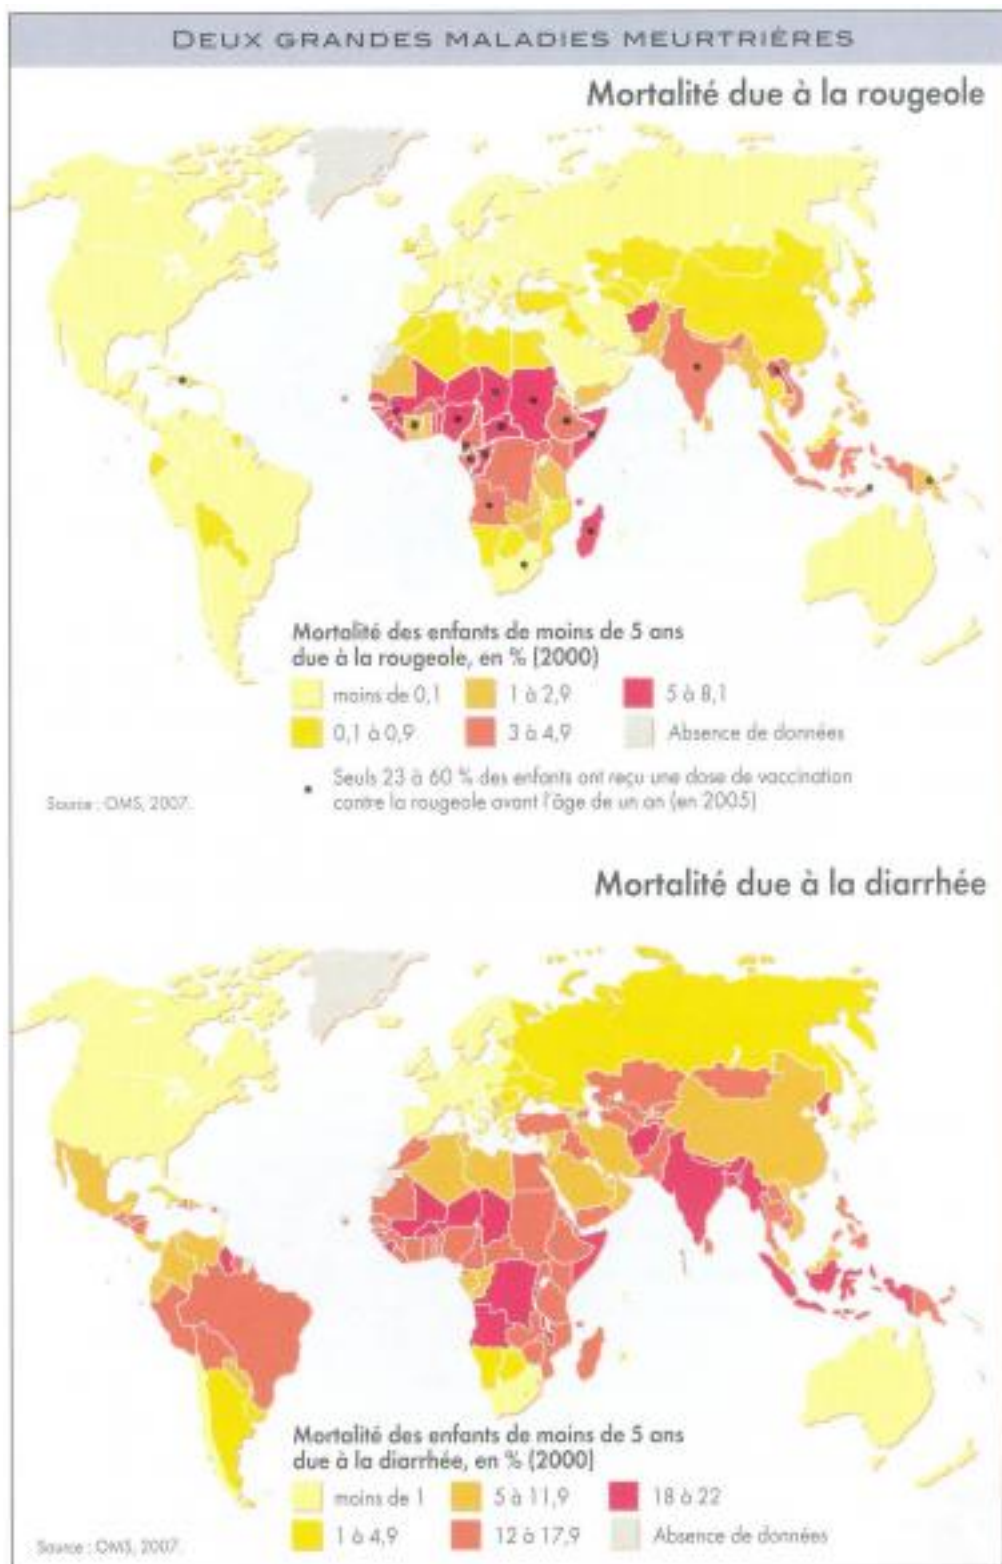 DEUX GRANDES MALADIES MEURTRIÈRES
Mortalité due à la rougeole
Mortalité des enfants de moins de 5 ans
due à la rougeole, en % (2000)
moins de 0,1
1 à 2,9
5 à 8,1
0,1 à 0,9
3 à 4,9
Absence de données
Seuls 23 à 60 % des enfants ont reçu une dose de vaccination
contre la rougeole avant l'âge de un an (en 2005)
Source : OMS, 2007.
Mortalité due à la diarrhée
Mortalité des enfants de moins de 5 ans
due à la diarrhée, en % (2000)
moins de 1
5 à 11,9
18 à 22
1 à 4,9
12 à 17,9
Absence de données
Source : OMS, 2007.